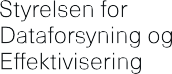 Styrelsen for
Dataforsyning og
Effektivisering